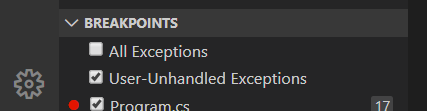 BREAKPOINTS
All Exceptions
User-Unhandled Exceptions
Program.cs 17